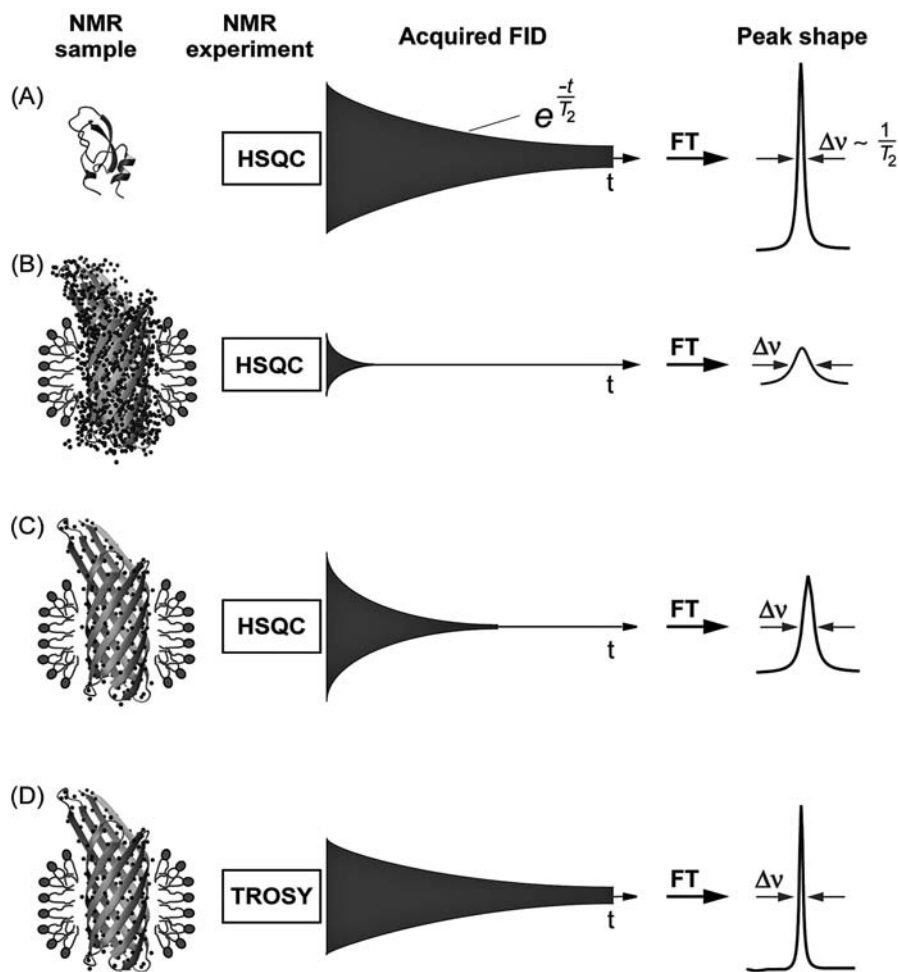 NMR sample
NMR experiment
Acquired FID
Peak shape
(A)
HSQC
e^{-t/T₂}
t
FT
Δν ~ 1/T₂
(B)
HSQC
t
FT
Δν
(C)
HSQC
t
FT
Δν
(D)
TROSY
t
FT
Δν